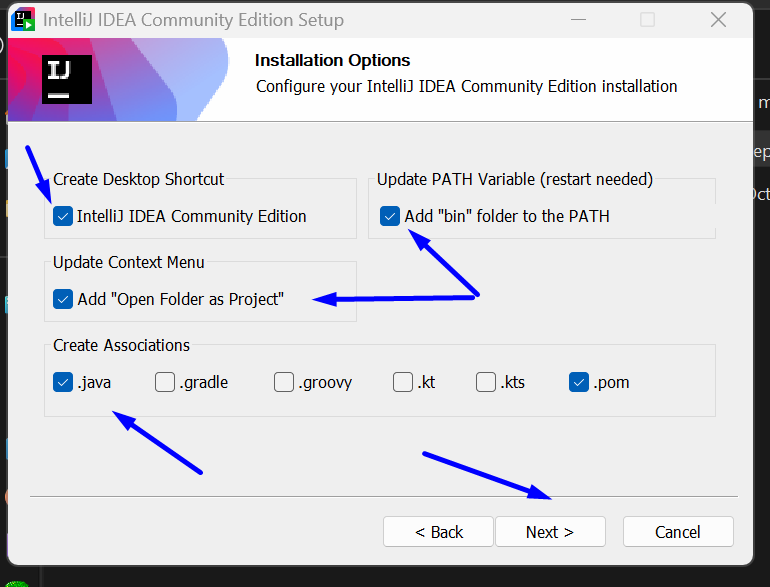 IntelliJ IDEA Community Edition Setup
IJ
Installation Options
Configure your IntelliJ IDEA Community Edition installation
Create Desktop Shortcut
IntelliJ IDEA Community Edition
Update PATH Variable (restart needed)
Add "bin" folder to the PATH
Update Context Menu
Add "Open Folder as Project"
Create Associations
.java .gradle .groovy .kt .kts .pom
< Back Next > Cancel